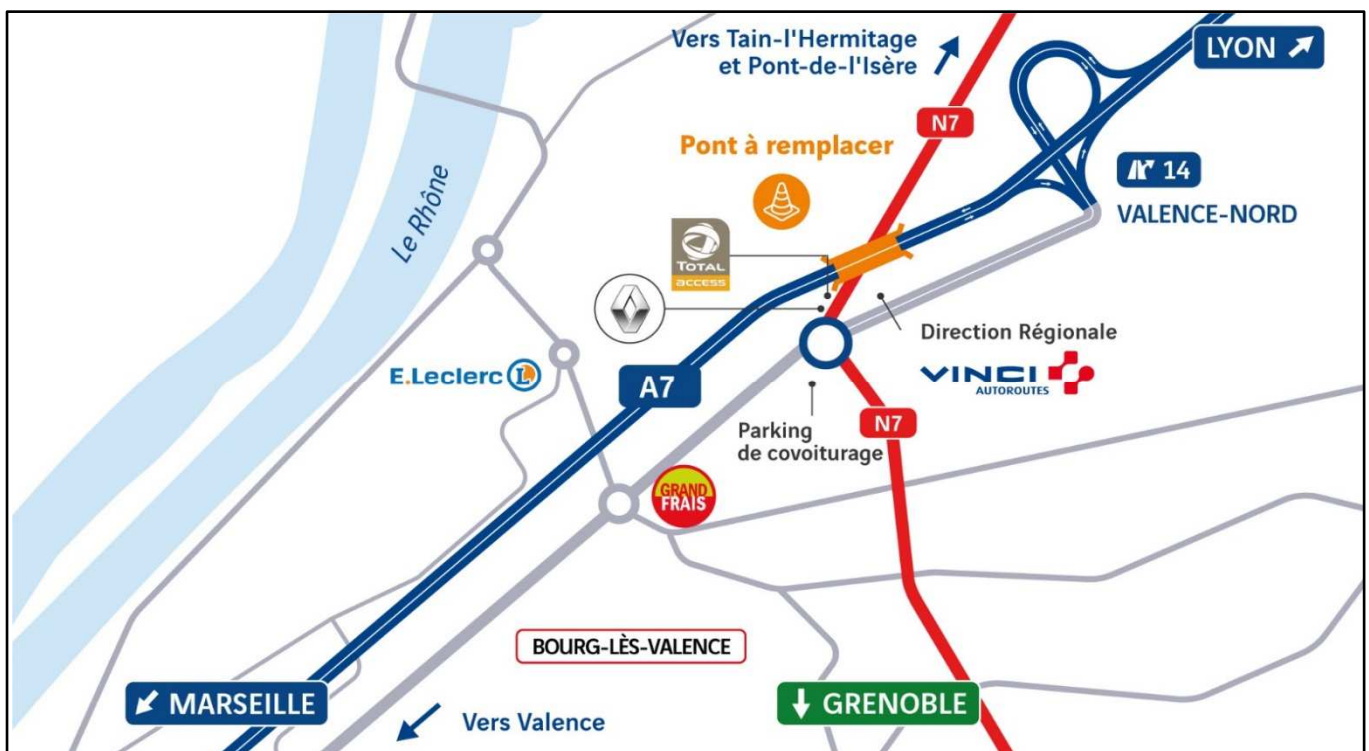 Vers Tain-l'Hermitage
et Pont-de-l'Isère
LYON
N7
Pont à remplacer
14
VALENCE-NORD
Le Rhône
TOTAL
access
Direction Régionale
VINCI
AUTOROUTES
E.Leclerc L
A7
N7
Parking
de covoiturage
GRAND
FRAIS
BOURG-LÈS-VALENCE
MARSEILLE
Vers Valence
GRENOBLE